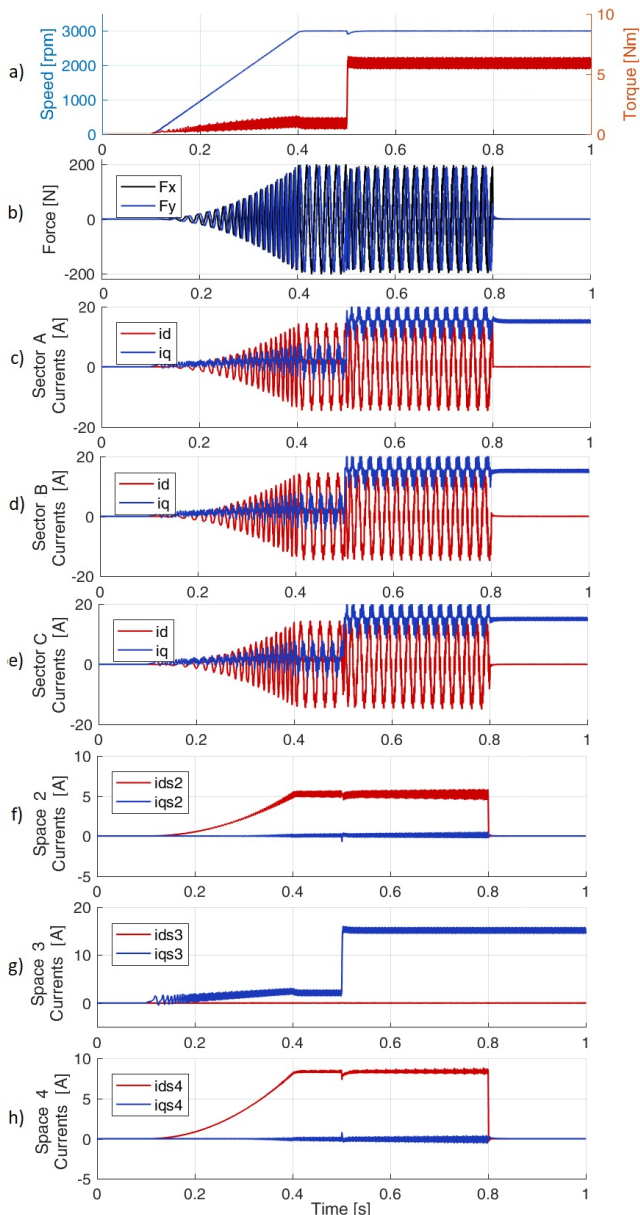 a)
Speed [rpm]
3000
2000
1000
0
Torque [Nm]
10
5
0
0 0.2 0.4 0.6 0.8 1
b)
Force [N]
200
0
-200
Fx
Fy
0 0.2 0.4 0.6 0.8 1
c)
Sector A
Currents [A]
20
0
-20
id
iq
0 0.2 0.4 0.6 0.8 1
d)
Sector B
Currents [A]
20
0
-20
id
iq
0 0.2 0.4 0.6 0.8 1
e)
Sector C
Currents [A]
20
0
-20
id
iq
0 0.2 0.4 0.6 0.8 1
f)
Space 2
Currents [A]
10
5
0
-5
ids2
iqs2
0 0.2 0.4 0.6 0.8 1
g)
Space 3
Currents [A]
20
10
0
ids3
iqs3
0 0.2 0.4 0.6 0.8 1
h)
Space 4
Currents [A]
10
5
0
-5
ids4
iqs4
0 0.2 0.4 0.6 0.8 1
Time [s]